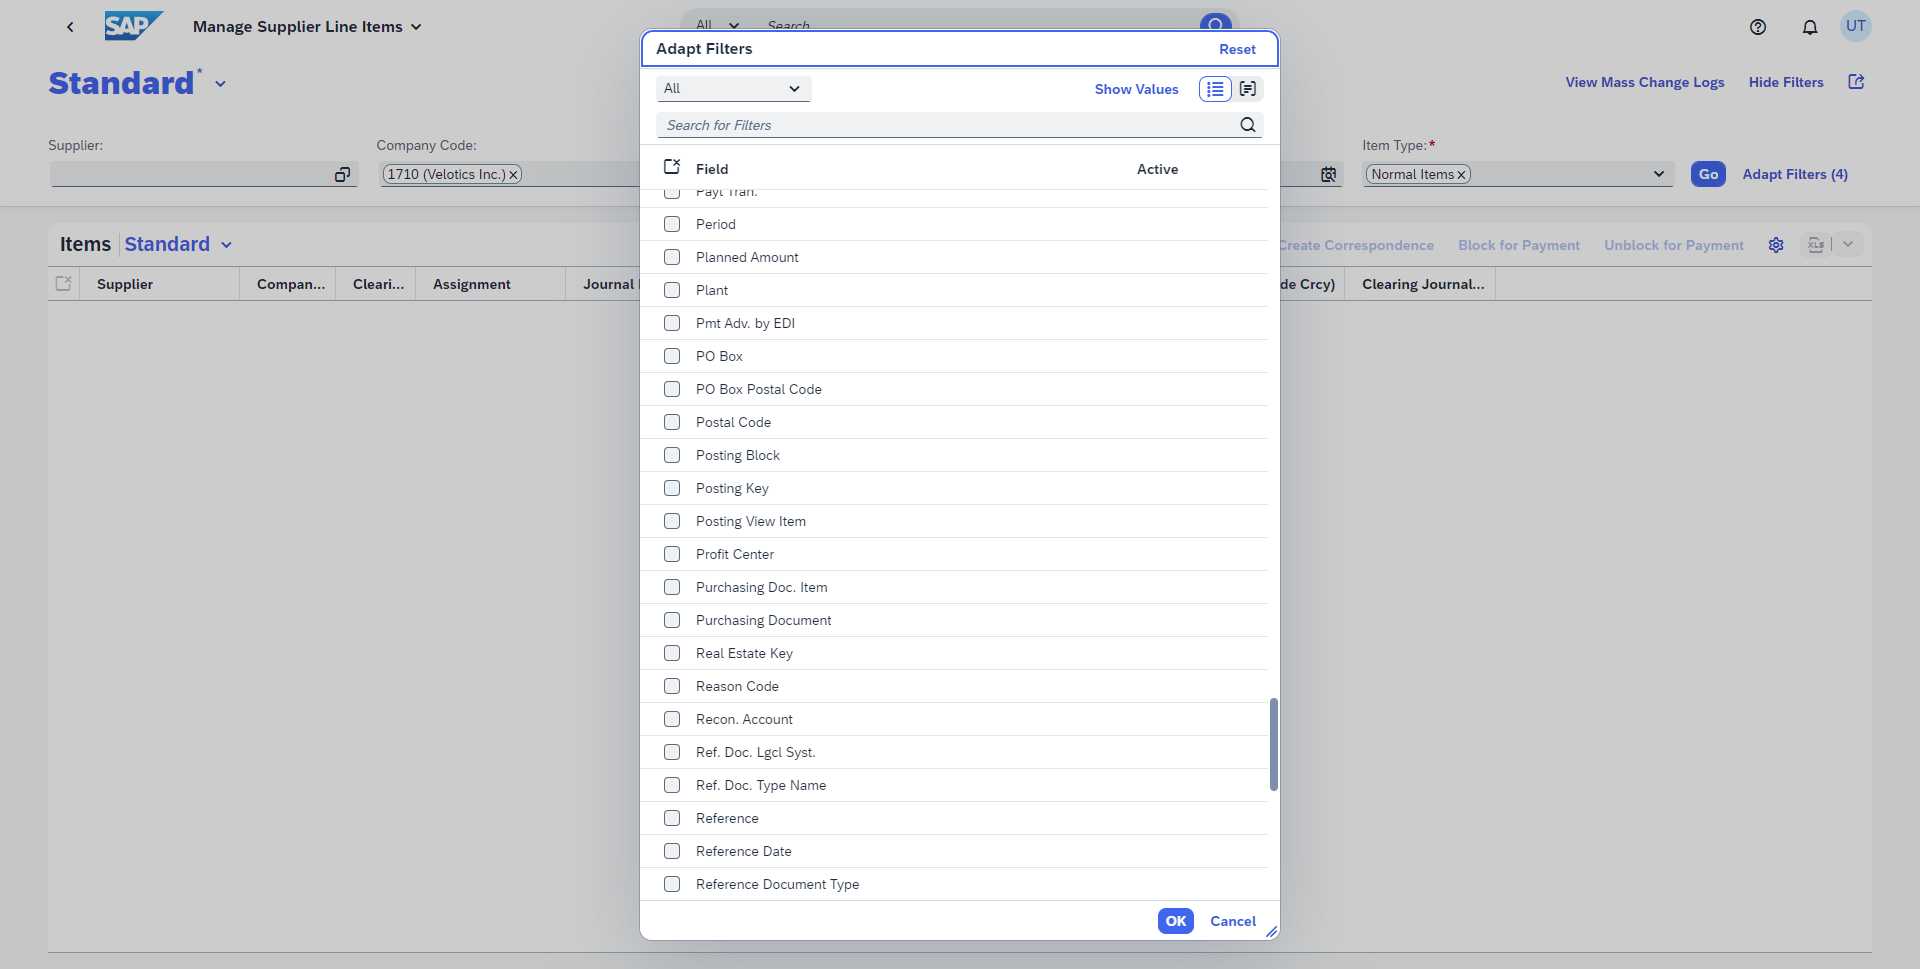 SAP
Manage Supplier Line Items
All
Search
UT
Standard*
View Mass Change Logs
Hide Filters
Supplier:
Company Code:
1710 (Velotics Inc.)
Item Type:*
Normal Items
Go
Adapt Filters (4)
Items
Standard
Create Correspondence
Block for Payment
Unblock for Payment
Supplier
Compan...
Cleari...
Assignment
Journal
de Crcy)
Clearing Journal...
Adapt Filters
Reset
All
Show Values
Search for Filters
Field
Active
Payt Tran.
Period
Planned Amount
Plant
Pmt Adv. by EDI
PO Box
PO Box Postal Code
Postal Code
Posting Block
Posting Key
Posting View Item
Profit Center
Purchasing Doc. Item
Purchasing Document
Real Estate Key
Reason Code
Recon. Account
Ref. Doc. Lgcl Syst.
Ref. Doc. Type Name
Reference
Reference Date
Reference Document Type
OK
Cancel